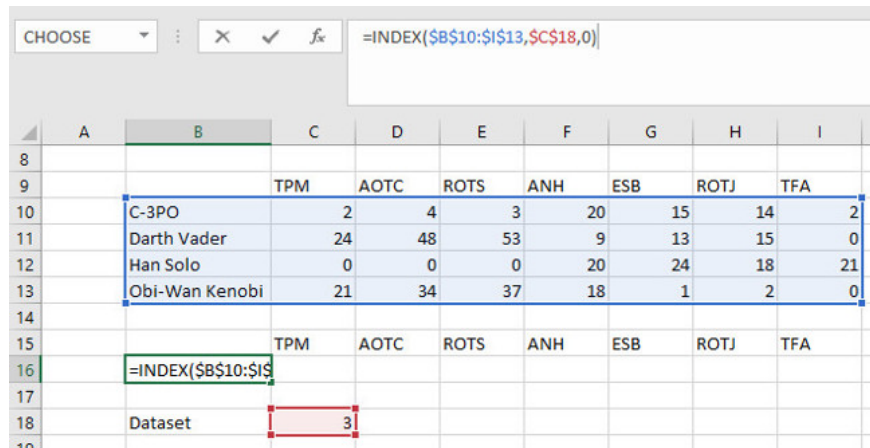 CHOOSE =INDEX($B$10:$I$13,$C$18,0)
A B C D E F G H I
8
9 TPM AOTC ROTS ANH ESB ROTJ TFA
10 C-3PO 2 4 3 20 15 14 2
11 Darth Vader 24 48 53 9 13 15 0
12 Han Solo 0 0 0 20 24 18 21
13 Obi-Wan Kenobi 21 34 37 18 1 2 0
14
15 TPM AOTC ROTS ANH ESB ROTJ TFA
16 =INDEX($B$10:$I$
17
18 Dataset 3